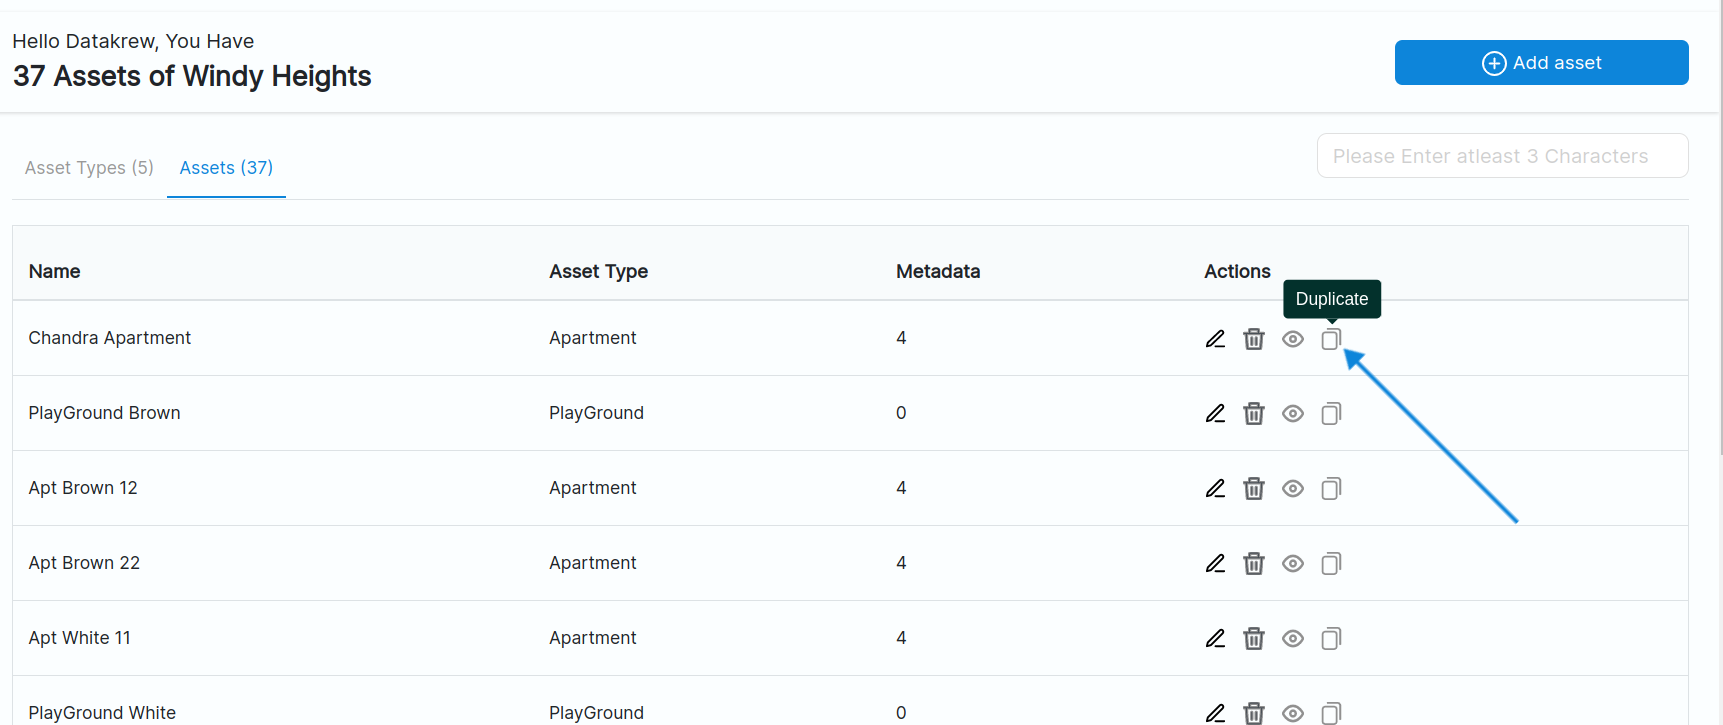 Hello Datakrew, You Have
37 Assets of Windy Heights
Add asset
Asset Types (5) Assets (37)
Please Enter atleast 3 Characters
Name Asset Type Metadata Actions
Duplicate
Chandra Apartment Apartment 4
PlayGround Brown PlayGround 0
Apt Brown 12 Apartment 4
Apt Brown 22 Apartment 4
Apt White 11 Apartment 4
PlayGround White PlayGround 0